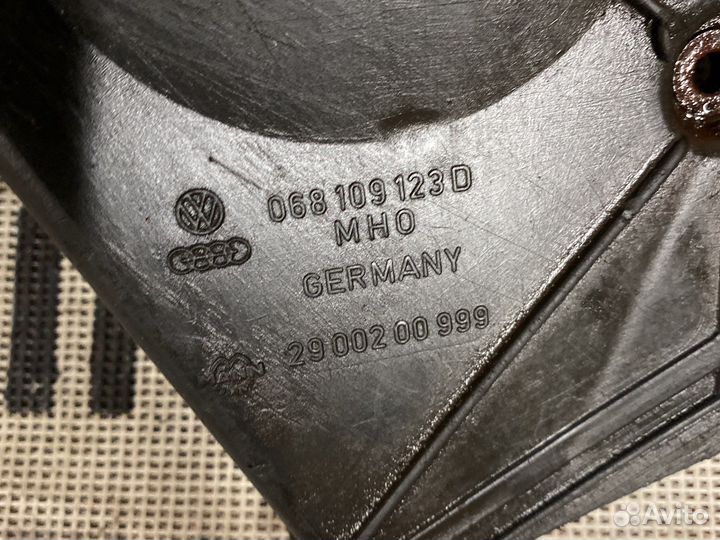 068 109 123 D
MHO
GERMANY
29 002 00 999
Avito